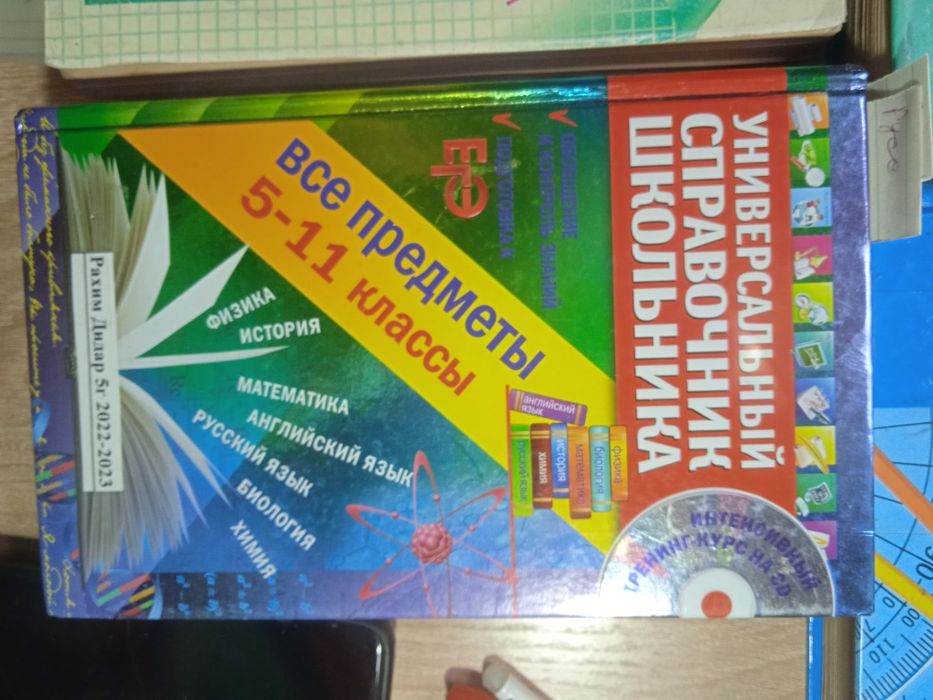 УНИВЕРСАЛЬНЫЙ
СПРАВОЧНИК
ШКОЛЬНИКА
ОБОБЩЕНИЕ
И КОНТРОЛЬ ЗНАНИЙ
ПОДГОТОВКА К
ЕГЭ
все предметы
5-11 классы
английский
язык
русский язык
химия
история
математика
биология
физика
ИНТЕНСИВНЫЙ
ТРЕНИНГ-КУРС НА CD
ФИЗИКА
ИСТОРИЯ
МАТЕМАТИКА
АНГЛИЙСКИЙ ЯЗЫК
РУССКИЙ ЯЗЫК
БИОЛОГИЯ
ХИМИЯ
Рахим Дидар 5г 2022-2023
110
100